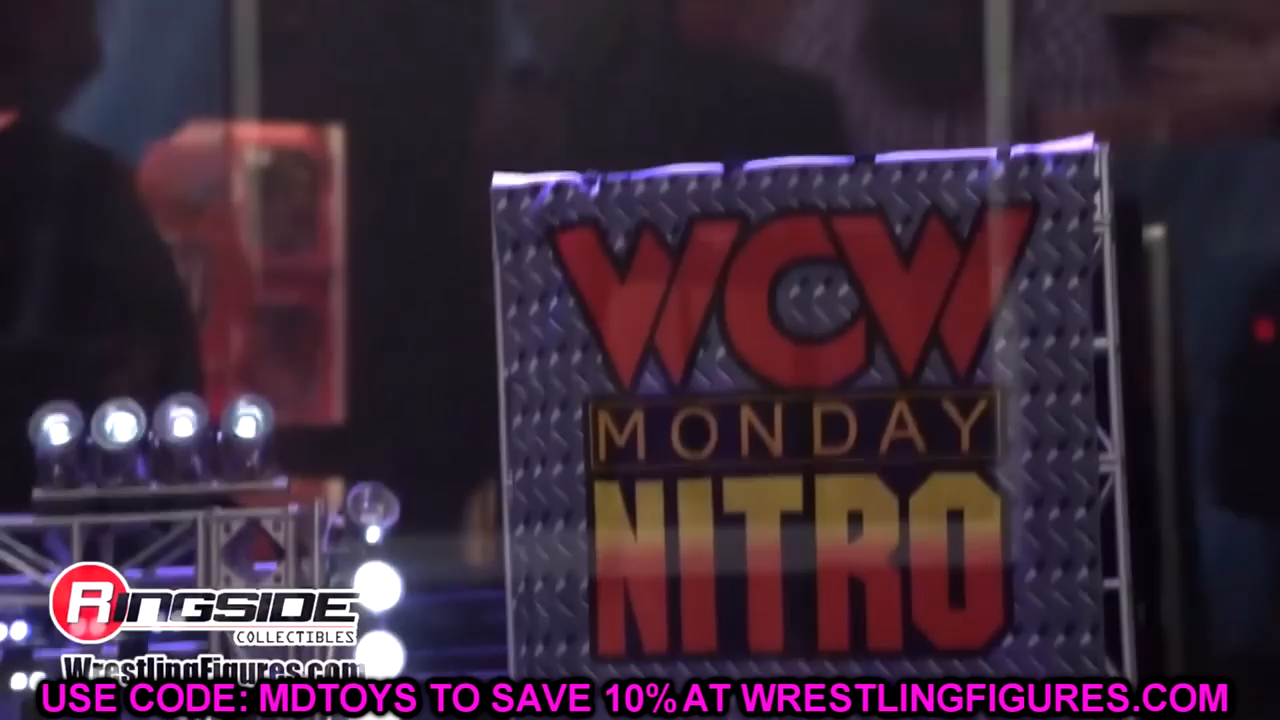 WCW
MONDAY
NITRO
RINGSIDE
COLLECTIBLES
WrestlingFigures.com
USE CODE: MDTOYS TO SAVE 10% AT WRESTLINGFIGURES.COM